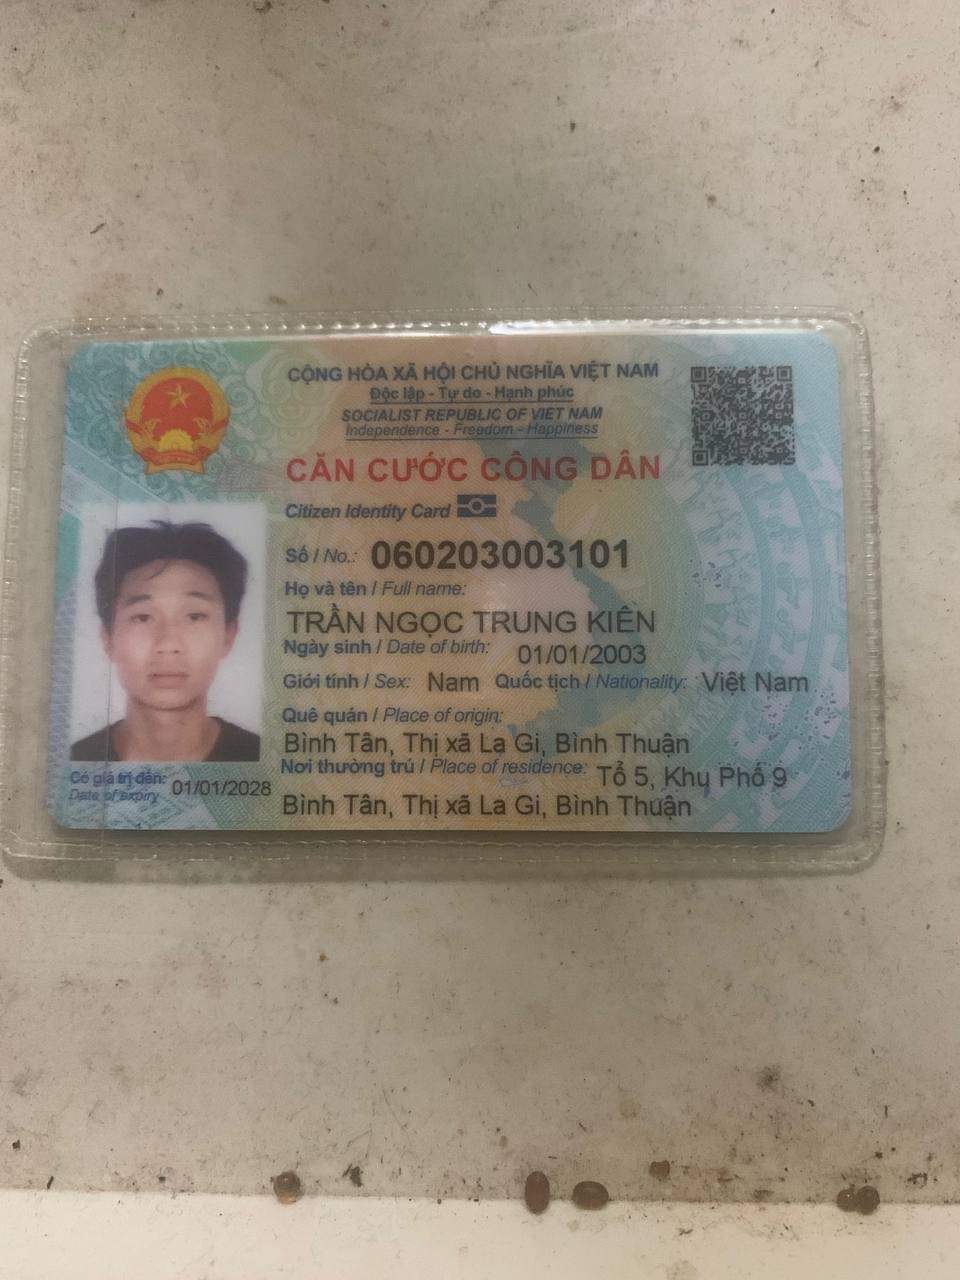 CỘNG HÒA XÃ HỘI CHỦ NGHĨA VIỆT NAM
Độc lập - Tự do - Hạnh phúc
SOCIALIST REPUBLIC OF VIET NAM
Independence - Freedom - Happiness
CĂN CƯỚC CÔNG DÂN
Citizen Identity Card
Số / No.: 060203003101
Họ và tên / Full name:
TRẦN NGỌC TRUNG KIÊN
Ngày sinh / Date of birth: 01/01/2003
Giới tính / Sex: Nam Quốc tịch / Nationality: Việt Nam
Quê quán / Place of origin:
Bình Tân, Thị xã La Gi, Bình Thuận
Nơi thường trú / Place of residence: Tổ 5, Khu Phố 9
Bình Tân, Thị xã La Gi, Bình Thuận
Có giá trị đến: 01/01/2028
Date of expiry